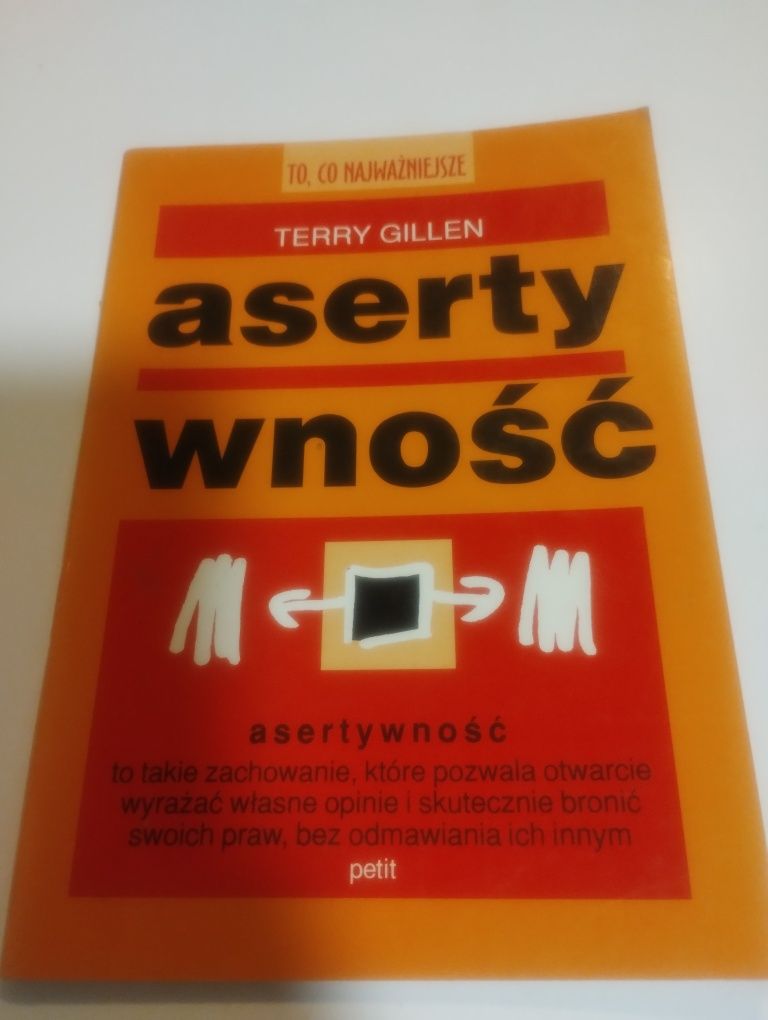 TO, CO NAJWAŻNIEJSZE
TERRY GILLEN
aserty
wność
asertywność
to takie zachowanie, które pozwala otwarcie
wyrażać własne opinie i skutecznie bronić
swoich praw, bez odmawiania ich innym
petit